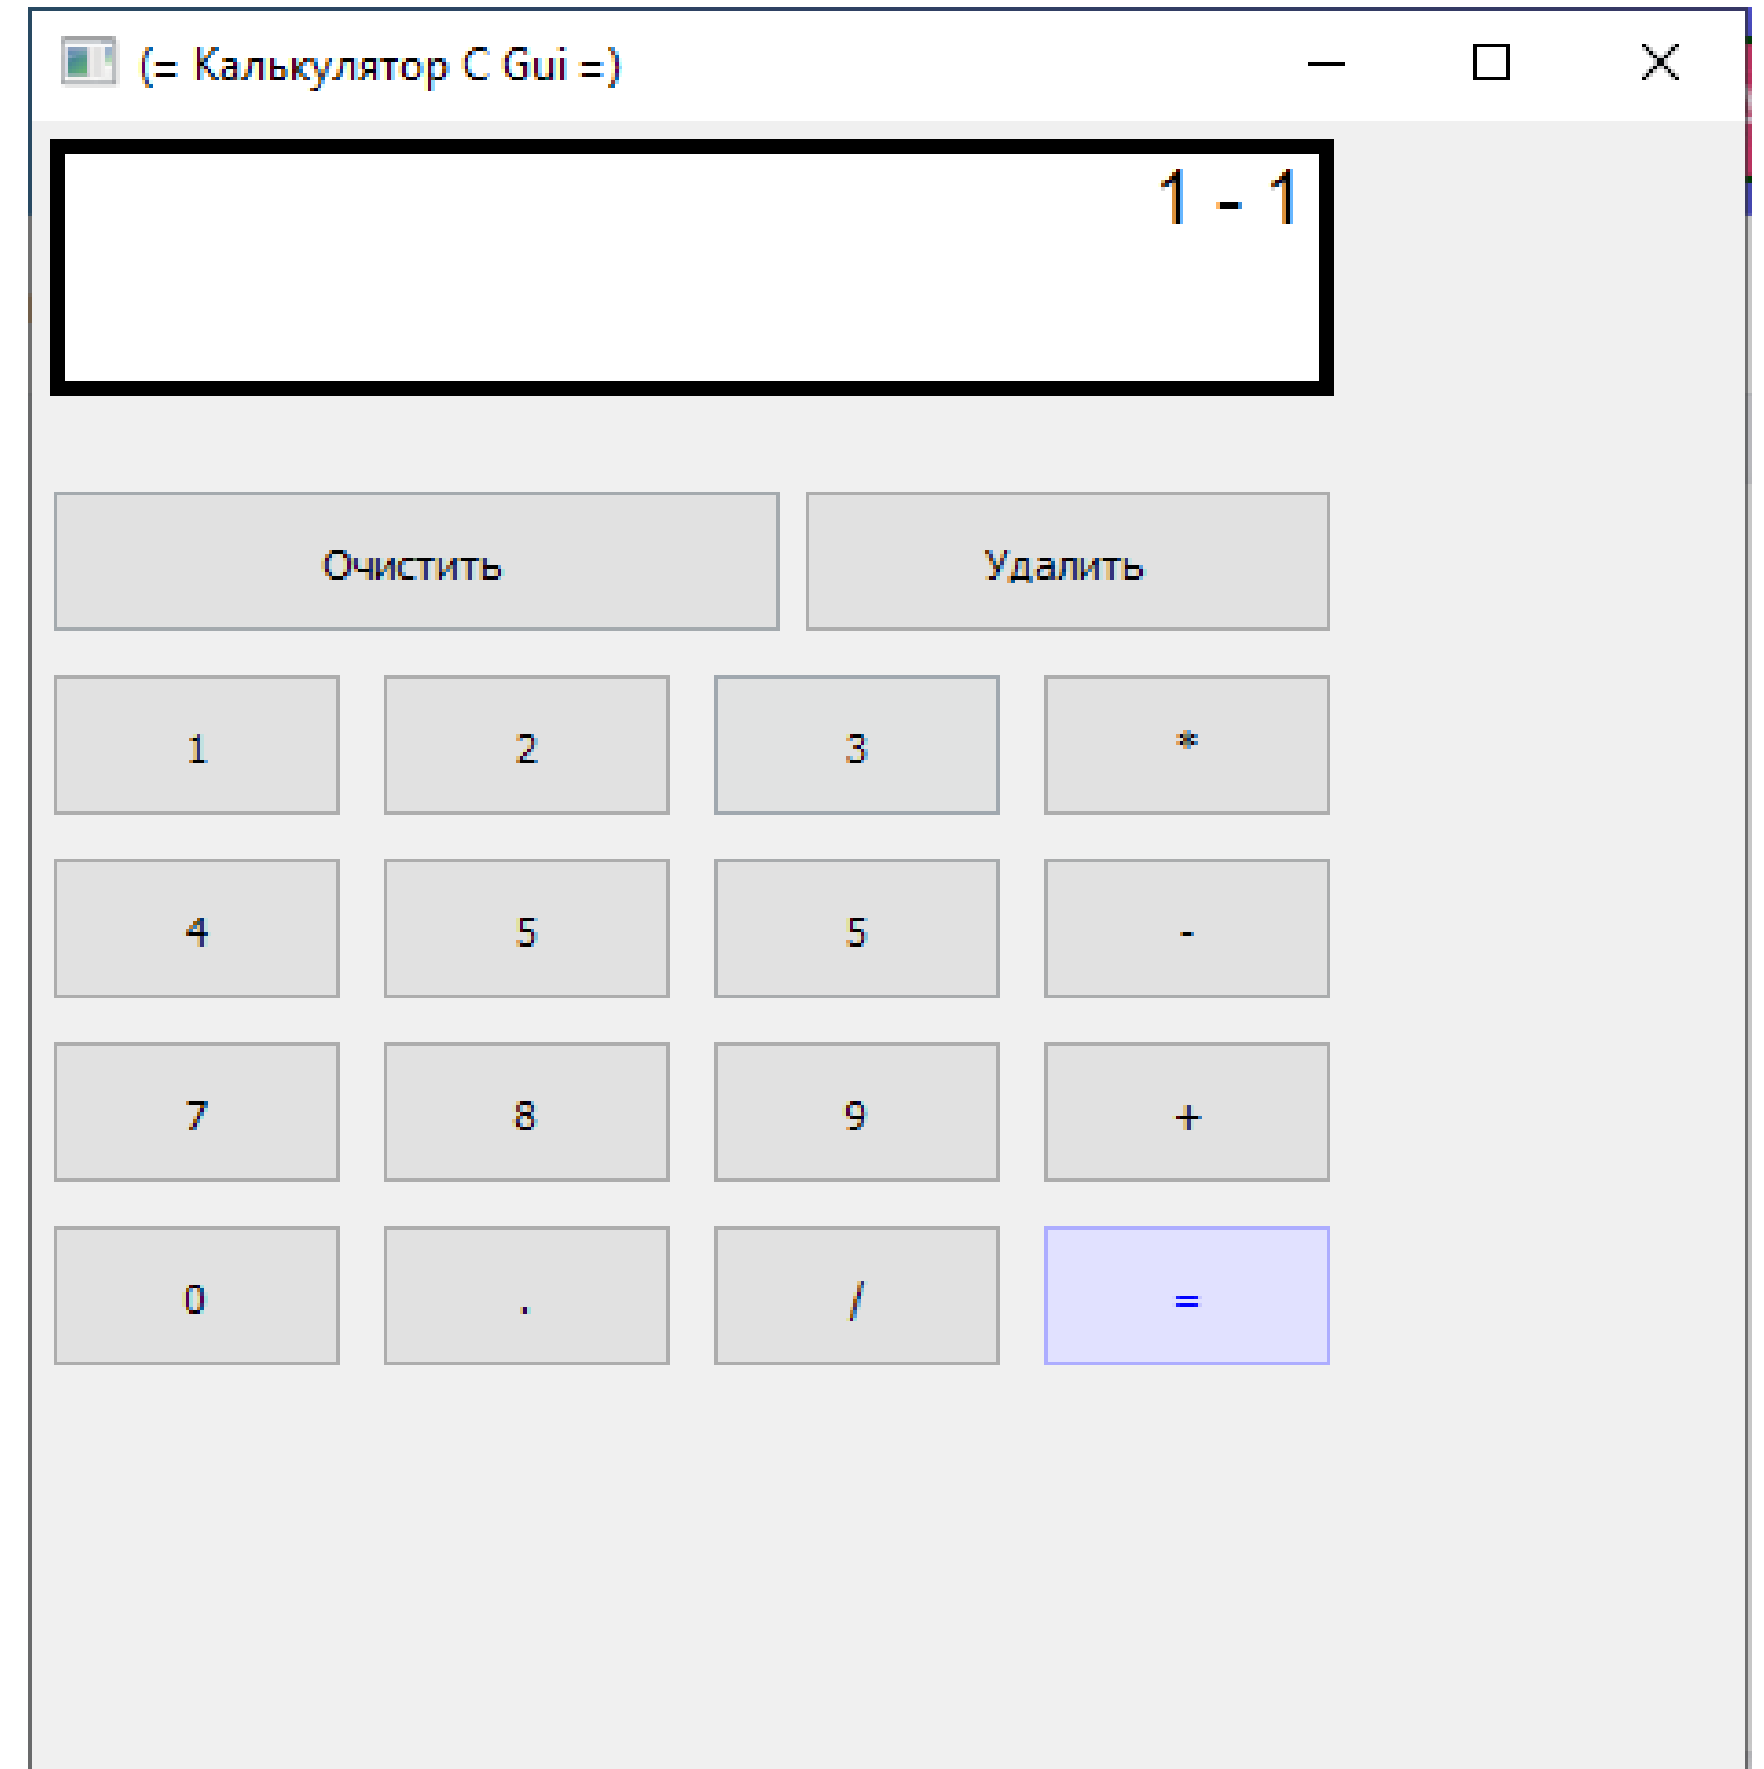 (= Калькулятор С Gui =)
1 - 1
Очистить Удалить
1 2 3 *
4 5 5 -
7 8 9 +
0 . / =